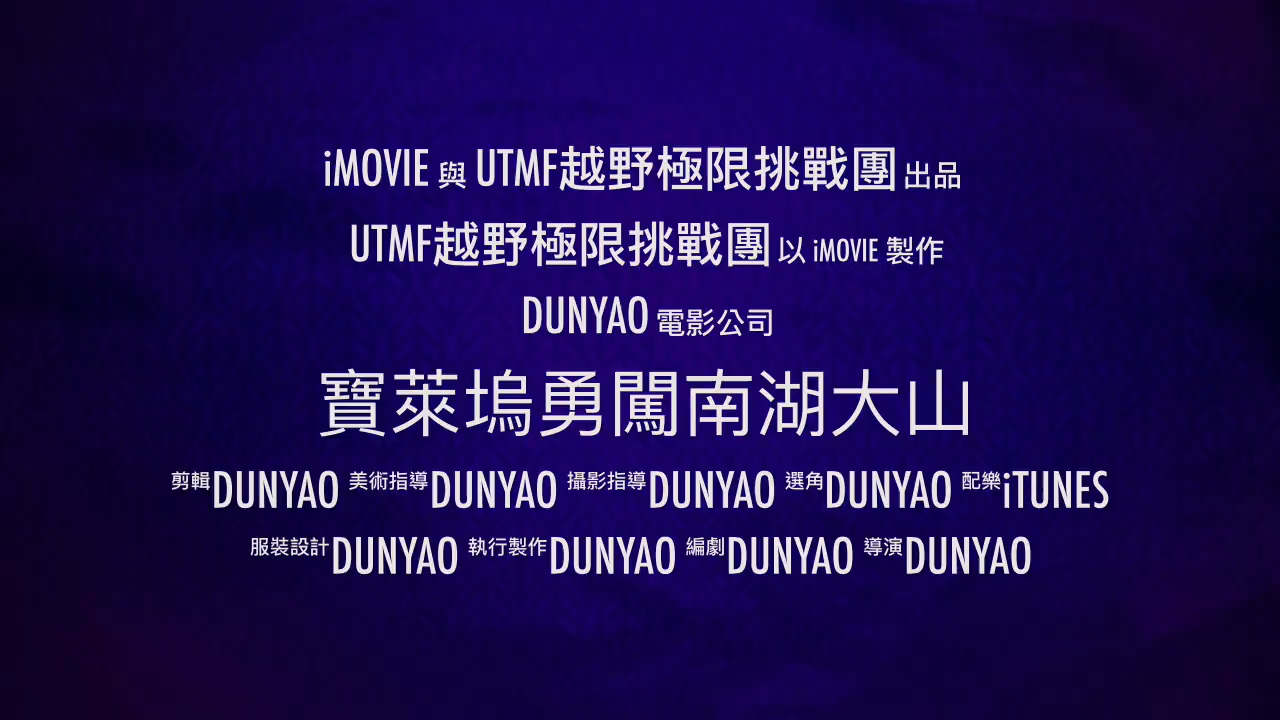 iMOVIE 與 UTMF越野極限挑戰團 出品
UTMF越野極限挑戰團 以 iMOVIE 製作
DUNYAO 電影公司
寶萊塢勇闖南湖大山
剪輯DUNYAO 美術指導DUNYAO 攝影指導DUNYAO 選角DUNYAO 配樂iTUNES
服裝設計DUNYAO 執行製作DUNYAO 編劇DUNYAO 導演DUNYAO